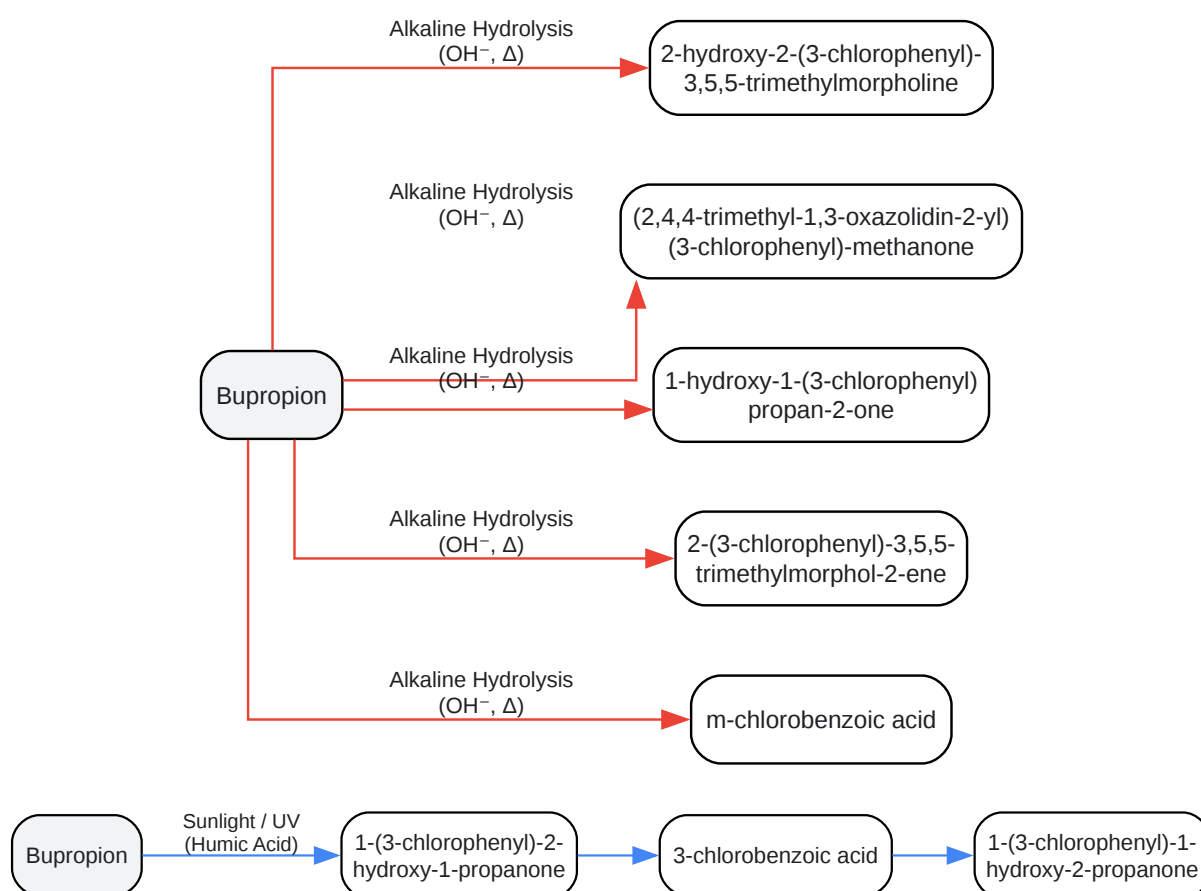 Alkaline Hydrolysis
(OH⁻, Δ)
2-hydroxy-2-(3-chlorophenyl)-
3,5,5-trimethylmorpholine
Alkaline Hydrolysis
(OH⁻, Δ)
(2,4,4-trimethyl-1,3-oxazolidin-2-yl)
(3-chlorophenyl)-methanone
Bupropion
Alkaline Hydrolysis
(OH⁻, Δ)
1-hydroxy-1-(3-chlorophenyl)
propan-2-one
Alkaline Hydrolysis
(OH⁻, Δ)
2-(3-chlorophenyl)-3,5,5-
trimethylmorphol-2-ene
Alkaline Hydrolysis
(OH⁻, Δ)
m-chlorobenzoic acid
Bupropion
Sunlight / UV
(Humic Acid)
1-(3-chlorophenyl)-2-
hydroxy-1-propanone
3-chlorobenzoic acid
1-(3-chlorophenyl)-1-
hydroxy-2-propanone